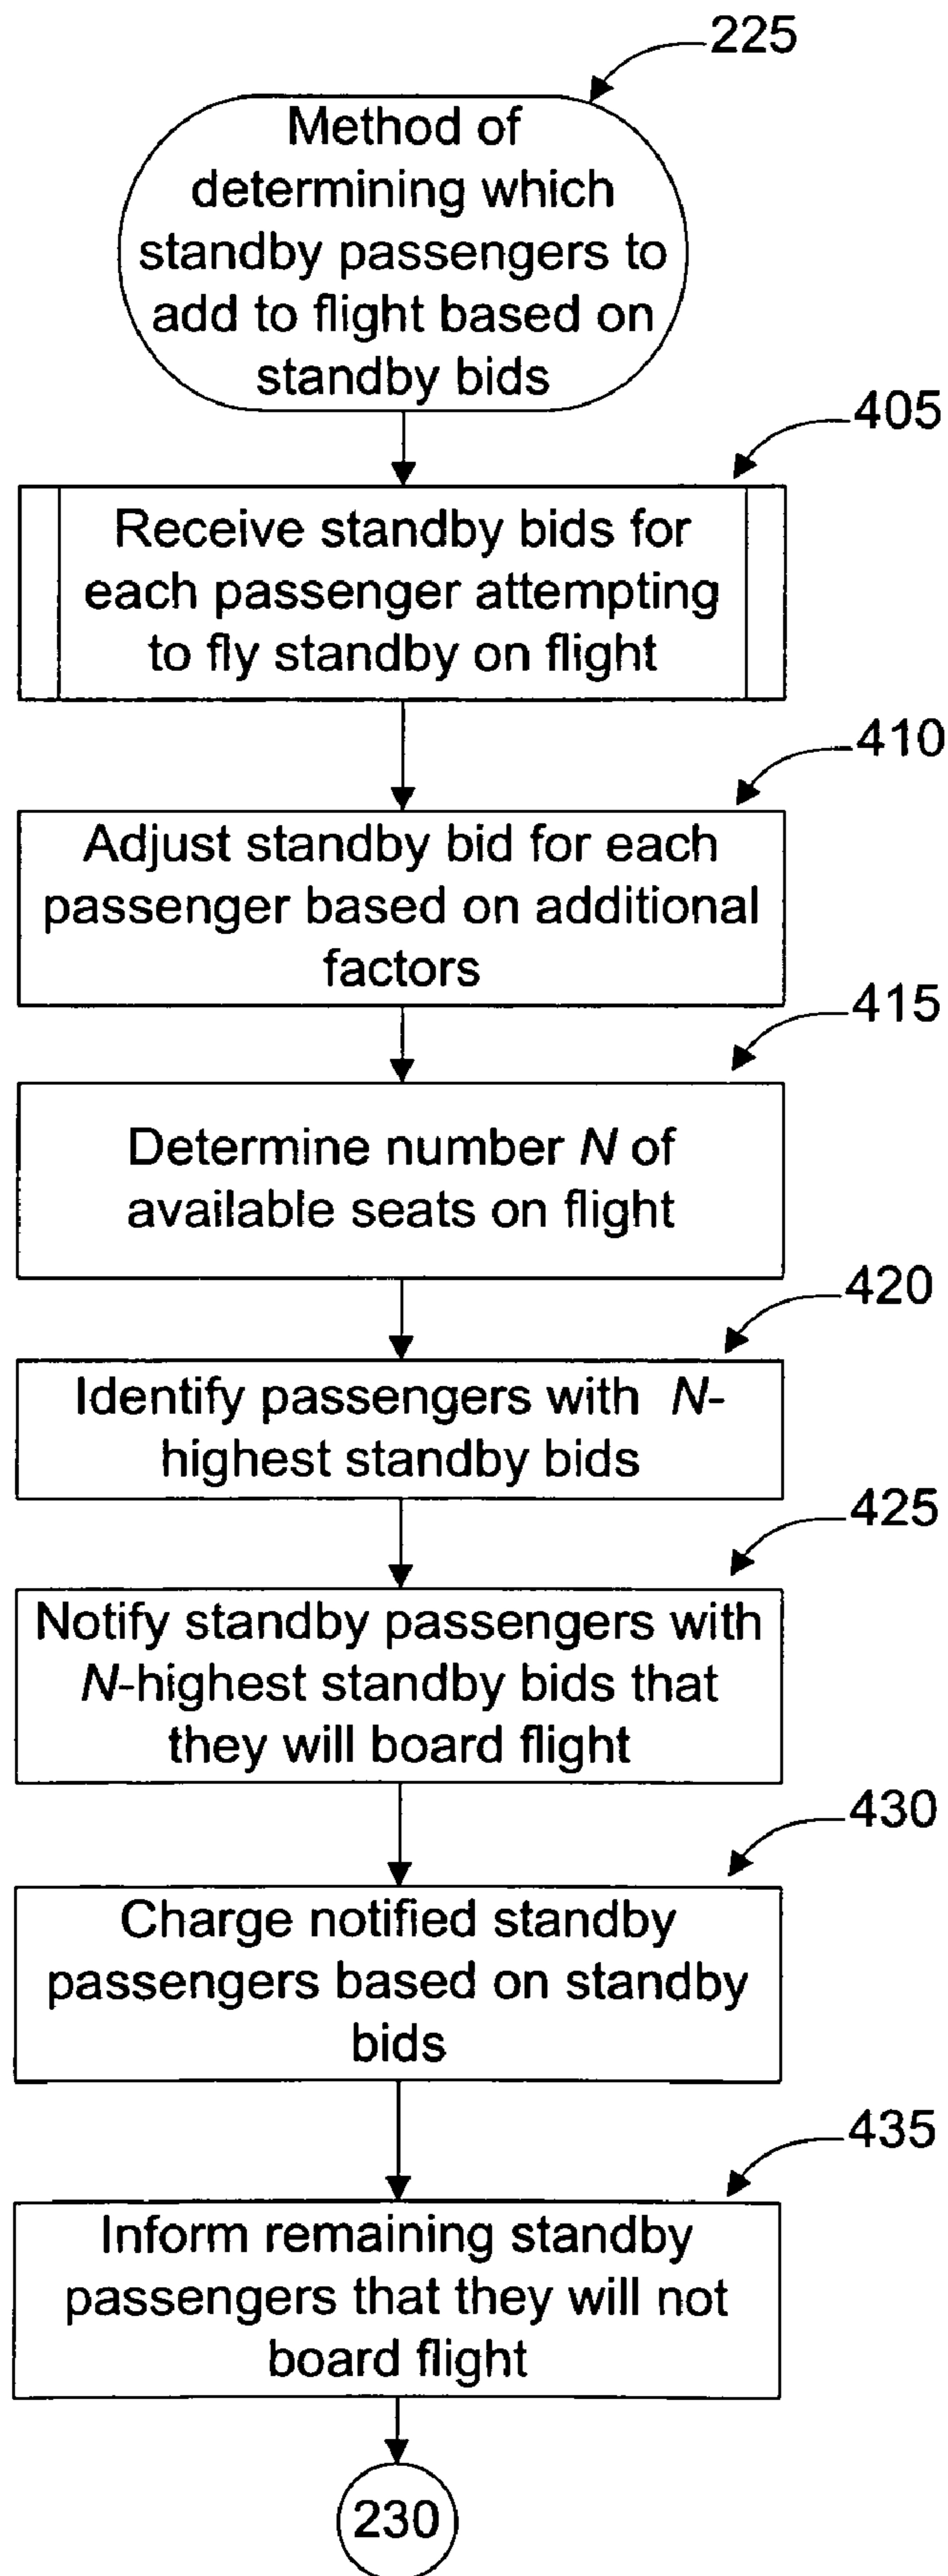 225
Method of
determining which
standby passengers to
add to flight based on
standby bids
405
Receive standby bids for
each passenger attempting
to fly standby on flight
410
Adjust standby bid for each
passenger based on additional
factors
415
Determine number N of
available seats on flight
420
Identify passengers with N-
highest standby bids
425
Notify standby passengers with
N-highest standby bids that
they will board flight
430
Charge notified standby
passengers based on standby
bids
435
Inform remaining standby
passengers that they will not
board flight
230